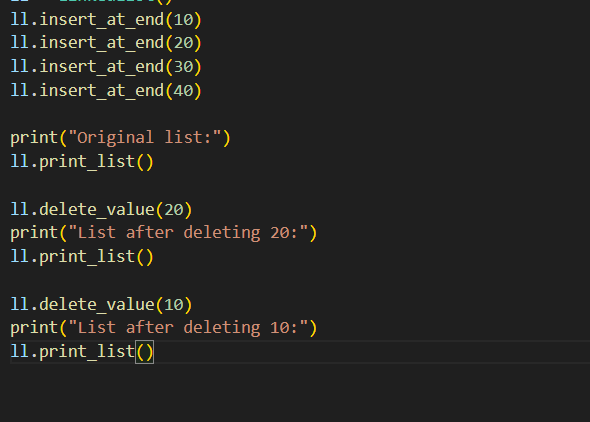 ll.insert_at_end(10)
ll.insert_at_end(20)
ll.insert_at_end(30)
ll.insert_at_end(40)
print("Original list:")
ll.print_list()
ll.delete_value(20)
print("List after deleting 20:")
ll.print_list()
ll.delete_value(10)
print("List after deleting 10:")
ll.print_list()